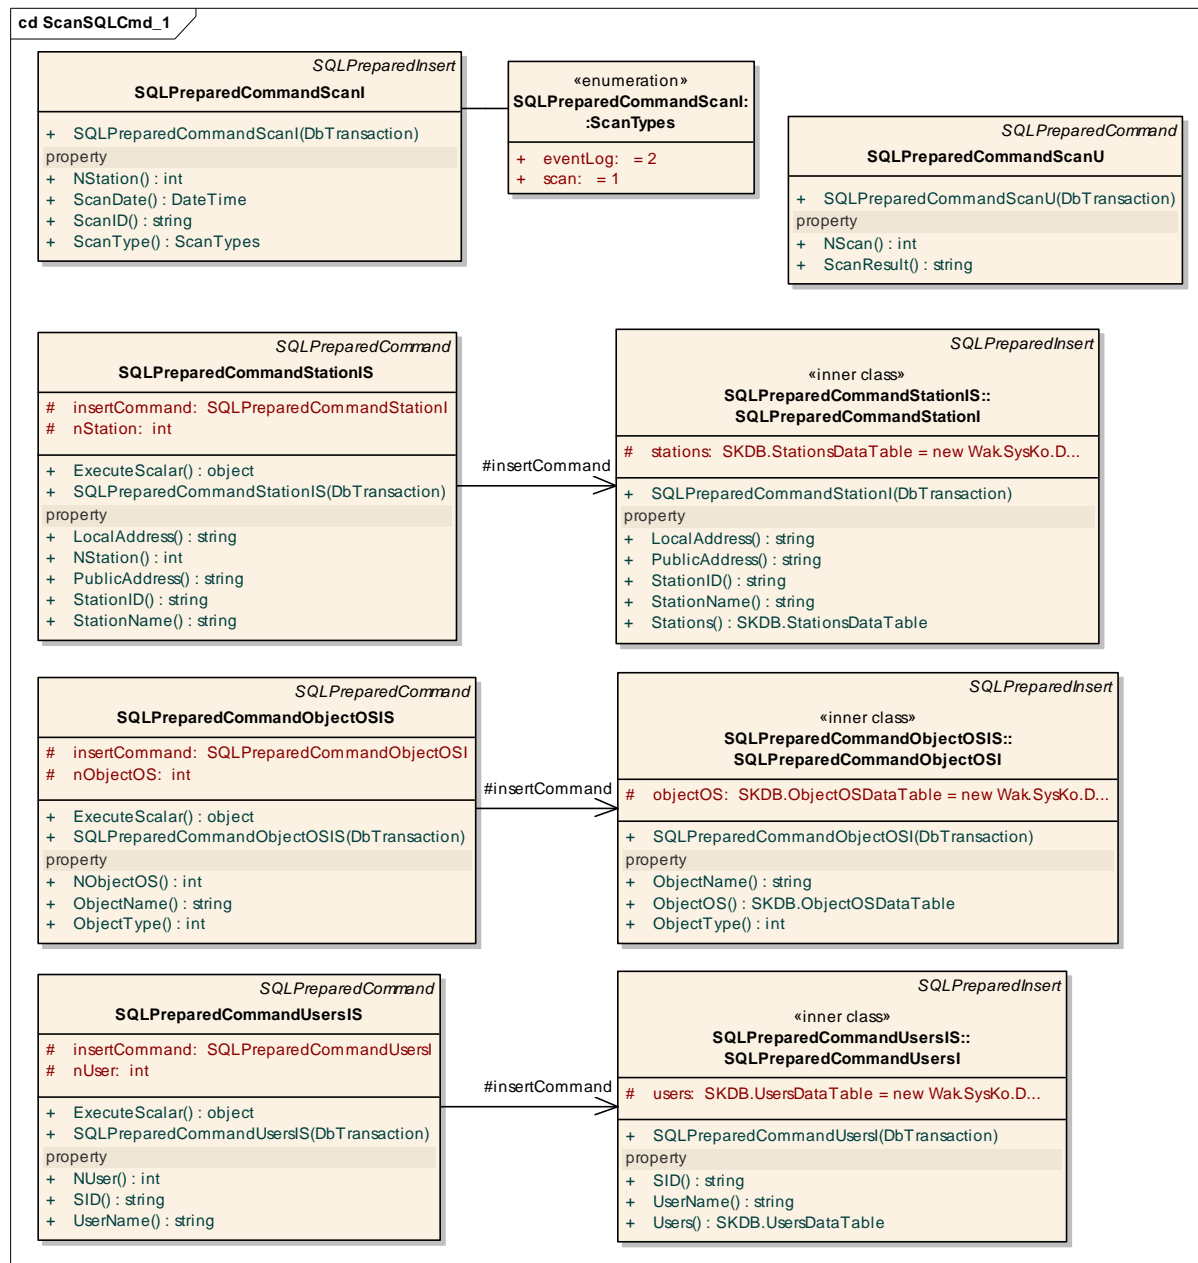 cd ScanSQLCmd_1
SQLPreparedInsert
SQLPreparedCommandScanI
+ SQLPreparedCommandScanI(DbTransaction)
property
+ NStation() : int
+ ScanDate() : DateTime
+ ScanID() : string
+ ScanType() : ScanTypes
«enumeration»
SQLPreparedCommandScanI:
:ScanTypes
+ eventLog: = 2
+ scan: = 1
SQLPreparedCommand
SQLPreparedCommandScanU
+ SQLPreparedCommandScanU(DbTransaction)
property
+ NScan() : int
+ ScanResult() : string
SQLPreparedCommand
SQLPreparedCommandStationIS
# insertCommand: SQLPreparedCommandStationI
# nStation: int
+ ExecuteScalar() : object
+ SQLPreparedCommandStationIS(DbTransaction)
property
+ LocalAddress() : string
+ NStation() : int
+ PublicAddress() : string
+ StationID() : string
+ StationName() : string
#insertCommand
SQLPreparedInsert
«inner class»
SQLPreparedCommandStationIS::
SQLPreparedCommandStationI
# stations: SKDB.StationsDataTable = new Wak.SysKo.D...
+ SQLPreparedCommandStationI(DbTransaction)
property
+ LocalAddress() : string
+ PublicAddress() : string
+ StationID() : string
+ StationName() : string
+ Stations() : SKDB.StationsDataTable
SQLPreparedCommand
SQLPreparedCommandObjectOSIS
# insertCommand: SQLPreparedCommandObjectOSI
# nObjectOS: int
+ ExecuteScalar() : object
+ SQLPreparedCommandObjectOSIS(DbTransaction)
property
+ NObjectOS() : int
+ ObjectName() : string
+ ObjectType() : int
#insertCommand
SQLPreparedInsert
«inner class»
SQLPreparedCommandObjectOSIS::
SQLPreparedCommandObjectOSI
# objectOS: SKDB.ObjectOSDataTable = new Wak.SysKo.D...
+ SQLPreparedCommandObjectOSI(DbTransaction)
property
+ ObjectName() : string
+ ObjectOS() : SKDB.ObjectOSDataTable
+ ObjectType() : int
SQLPreparedCommand
SQLPreparedCommandUsersIS
# insertCommand: SQLPreparedCommandUsersI
# nUser: int
+ ExecuteScalar() : object
+ SQLPreparedCommandUsersIS(DbTransaction)
property
+ NUser() : int
+ SID() : string
+ UserName() : string
#insertCommand
SQLPreparedInsert
«inner class»
SQLPreparedCommandUsersIS::
SQLPreparedCommandUsersI
# users: SKDB.UsersDataTable = new Wak.SysKo.D...
+ SQLPreparedCommandUsersI(DbTransaction)
property
+ SID() : string
+ UserName() : string
+ Users() : SKDB.UsersDataTable